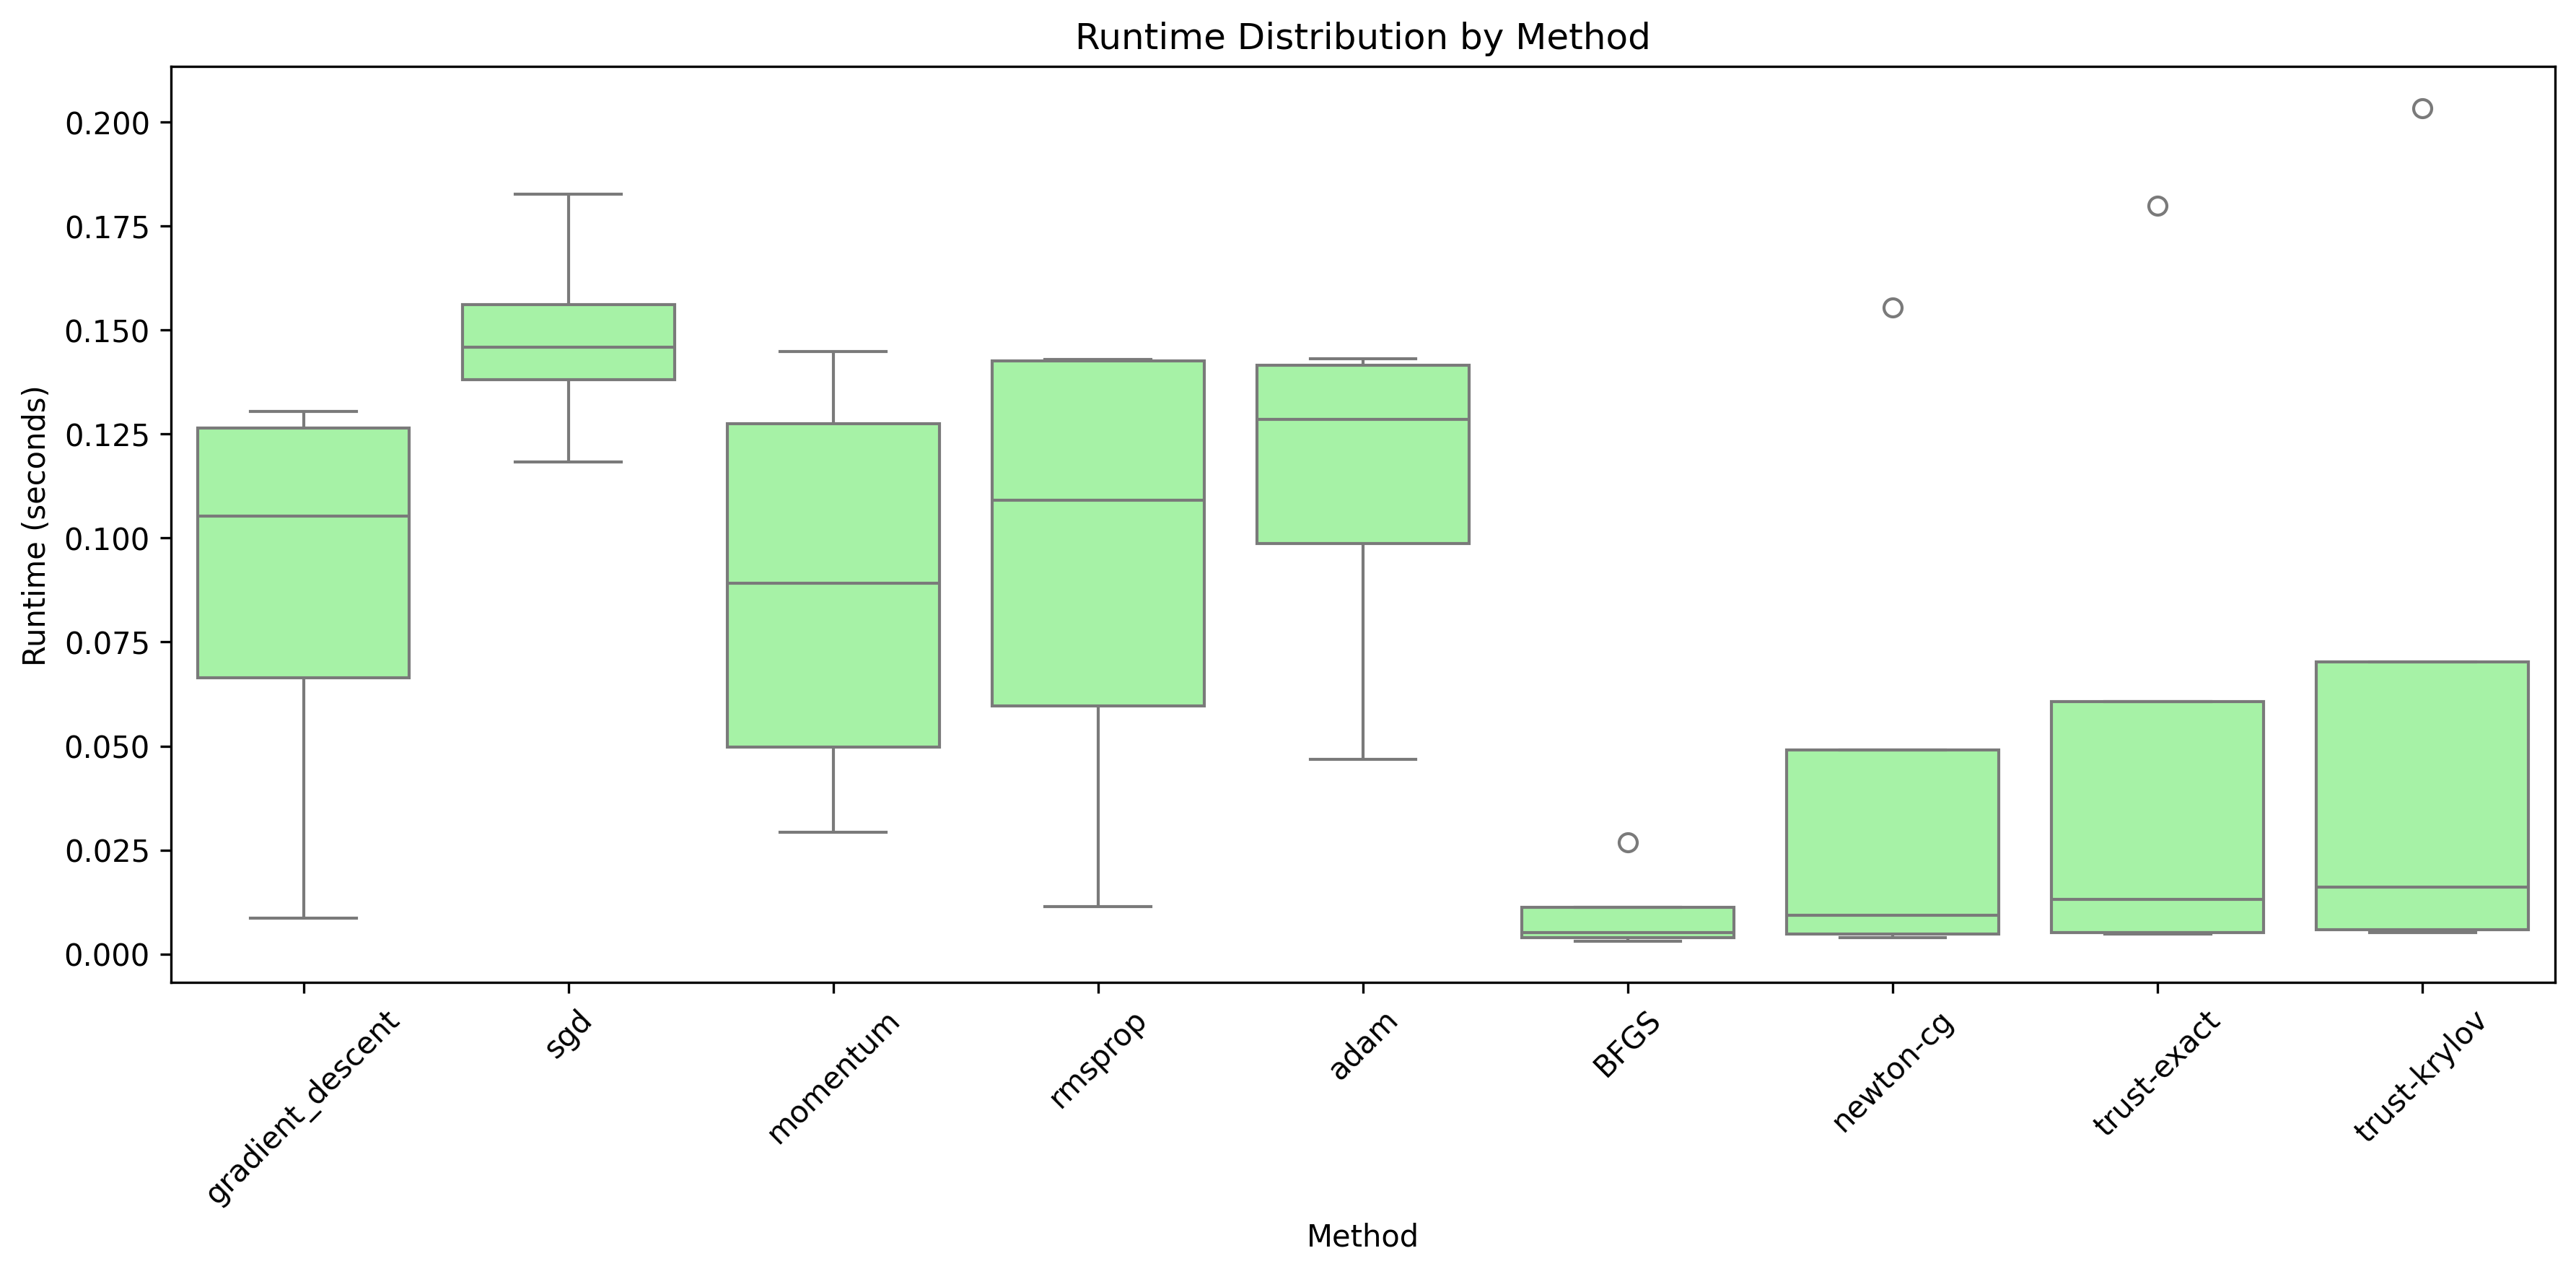 Runtime Distribution by Method
Runtime (seconds)
0.200
0.175
0.150
0.125
0.100
0.075
0.050
0.025
0.000
gradient_descent
sgd
momentum
rmsprop
adam
BFGS
newton-cg
trust-exact
trust-krylov
Method